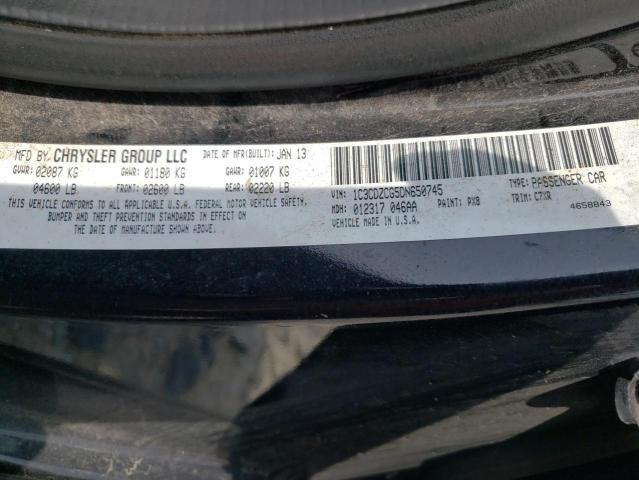 MFD BY CHRYSLER GROUP LLC DATE OF MFR(BUILT): JAN 13
GVWR: 02087 KG GAWR: 01180 KG GAWR: 01007 KG
04600 LB FRONT: 02600 LB REAR: 02220 LB
THIS VEHICLE CONFORMS TO ALL APPLICABLE U.S.A. FEDERAL MOTOR VEHICLE SAFETY,
BUMPER AND THEFT PREVENTION STANDARDS IN EFFECT ON
THE DATE OF MANUFACTURE SHOWN ABOVE.
VIN: 1C3CDZCG5DN650745 TYPE: PASSENGER CAR
MDH: 012317 046AA PAINT: PX8 TRIM: C7XR
VEHICLE MADE IN U.S.A. 4658843